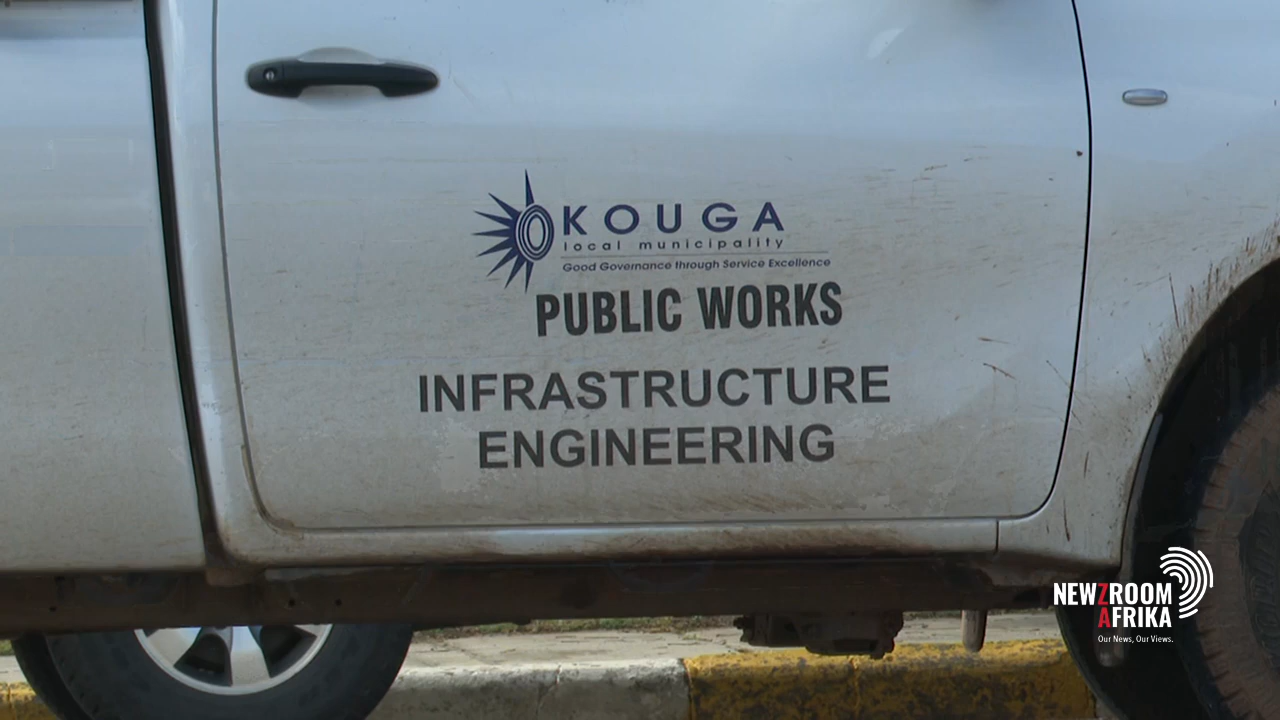 KOUGA
local municipality
Good Governance through Service Excellence
PUBLIC WORKS
INFRASTRUCTURE
ENGINEERING
NEWZROOM
AFRIKA
Our News, Our Views.